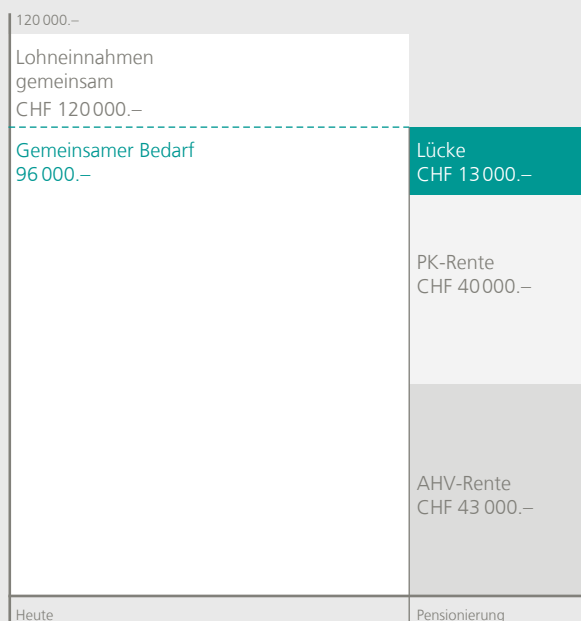 120 000.–
Lohneinnahmen
gemeinsam
CHF 120 000.–
Gemeinsamer Bedarf
96 000.–
Lücke
CHF 13 000.–
PK-Rente
CHF 40 000.–
AHV-Rente
CHF 43 000.–
Heute
Pensionierung